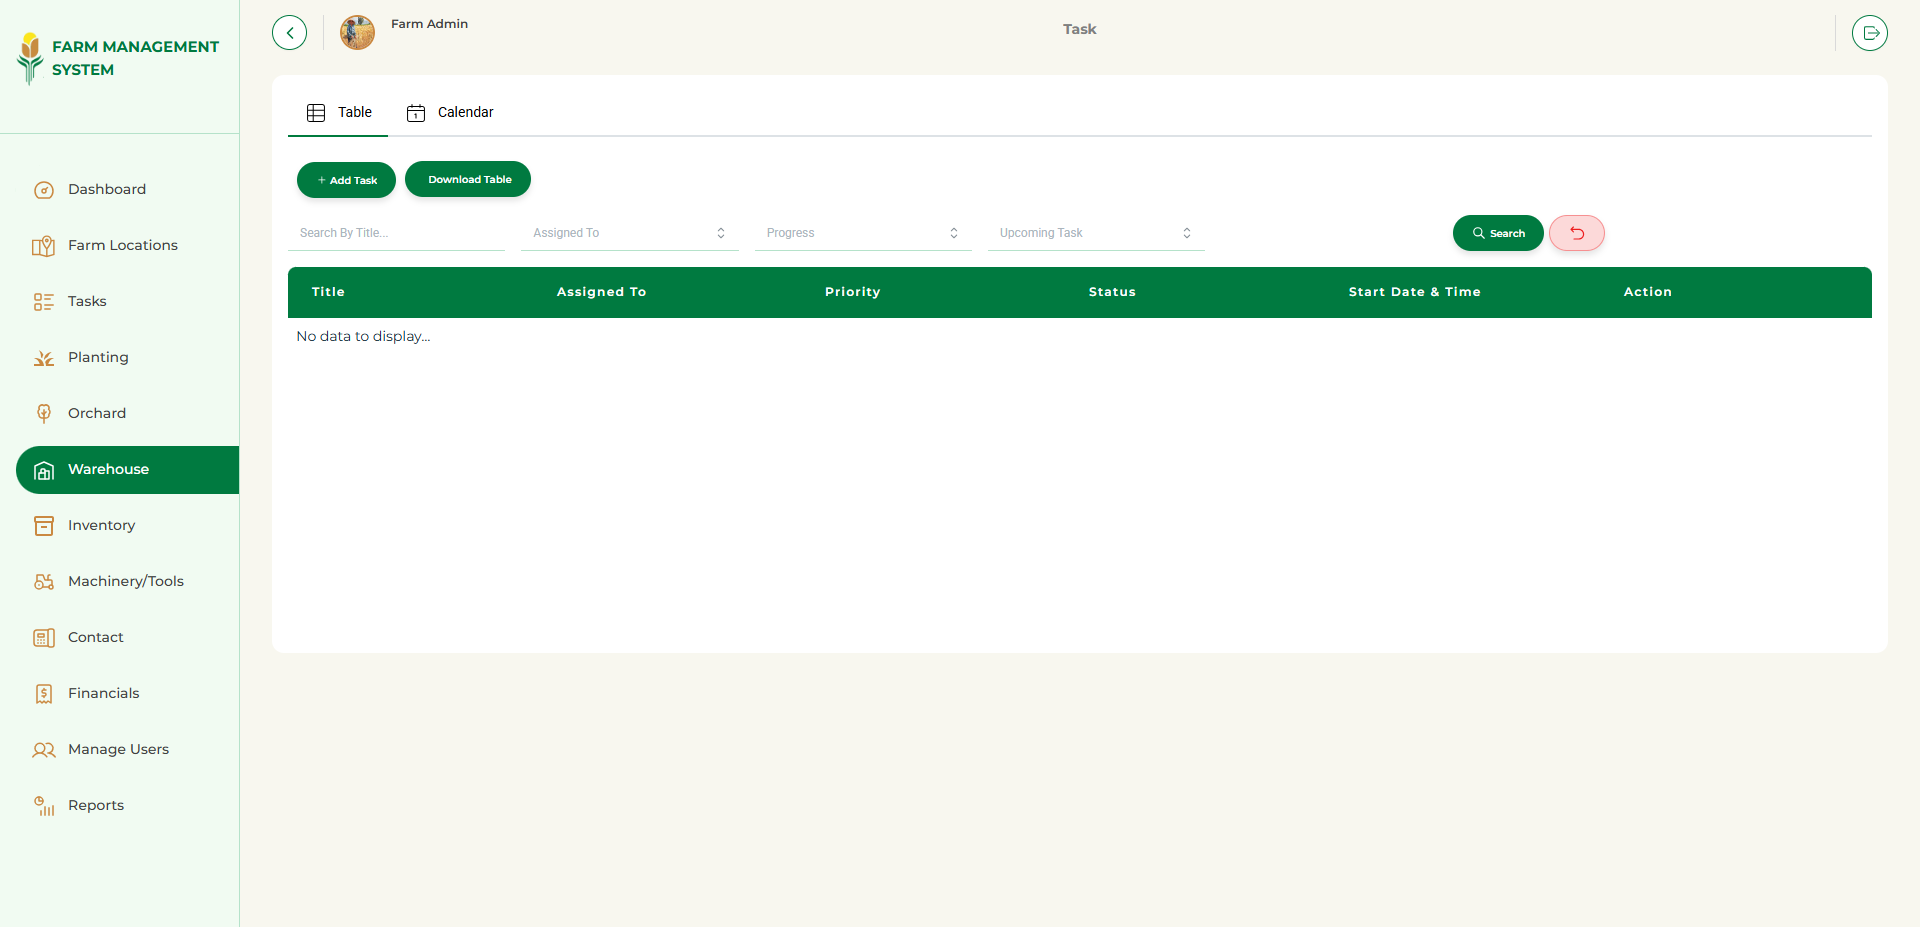 FARM MANAGEMENT
SYSTEM
Farm Admin
Task
Dashboard
Farm Locations
Tasks
Planting
Orchard
Warehouse
Inventory
Machinery/Tools
Contact
Financials
Manage Users
Reports
Table
1
Calendar
+ Add Task
Download Table
Search By Title...
Assigned To
Progress
Upcoming Task
Search
Title
Assigned To
Priority
Status
Start Date & Time
Action
No data to display...